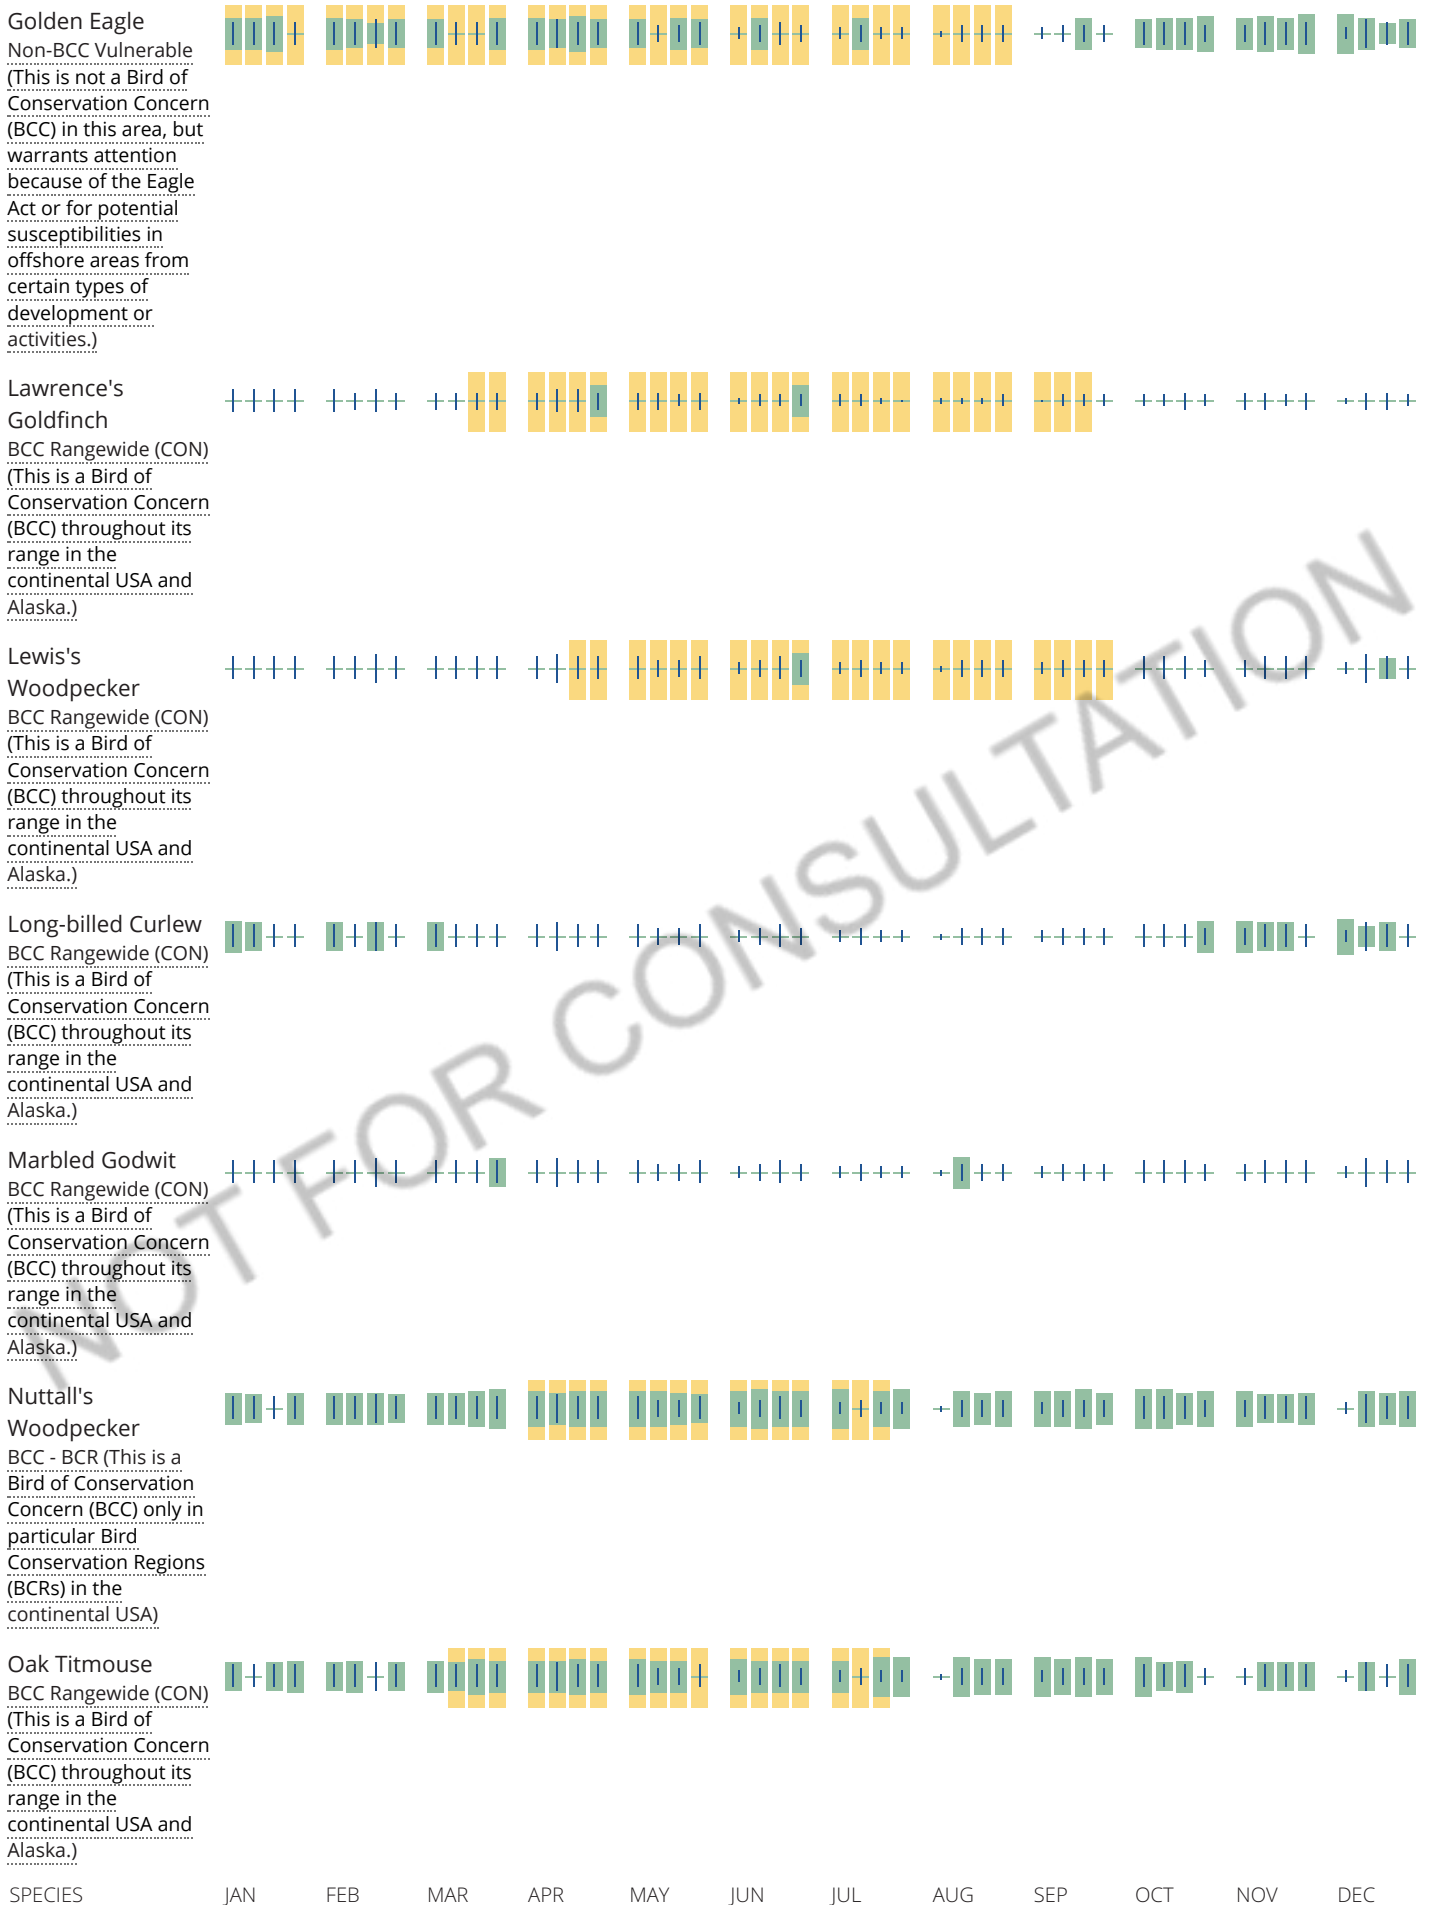 Golden Eagle
Non-BCC Vulnerable
(This is not a Bird of
Conservation Concern
(BCC) in this area, but
warrants attention
because of the Eagle
Act or for potential
susceptibilities in
offshore areas from
certain types of
development or
activities.)
Lawrence's
Goldfinch
BCC Rangewide (CON)
(This is a Bird of
Conservation Concern
(BCC) throughout its
range in the
continental USA and
Alaska.)
Lewis's
Woodpecker
BCC Rangewide (CON)
(This is a Bird of
Conservation Concern
(BCC) throughout its
range in the
continental USA and
Alaska.)
Long-billed Curlew
BCC Rangewide (CON)
(This is a Bird of
Conservation Concern
(BCC) throughout its
range in the
continental USA and
Alaska.)
Marbled Godwit
BCC Rangewide (CON)
(This is a Bird of
Conservation Concern
(BCC) throughout its
range in the
continental USA and
Alaska.)
Nuttall's
Woodpecker
BCC - BCR (This is a
Bird of Conservation
Concern (BCC) only in
particular Bird
Conservation Regions
(BCRs) in the
continental USA)
Oak Titmouse
BCC Rangewide (CON)
(This is a Bird of
Conservation Concern
(BCC) throughout its
range in the
continental USA and
Alaska.)
SPECIES JAN FEB MAR APR MAY JUN JUL AUG SEP OCT NOV DEC
NOT FOR CONSULTATION